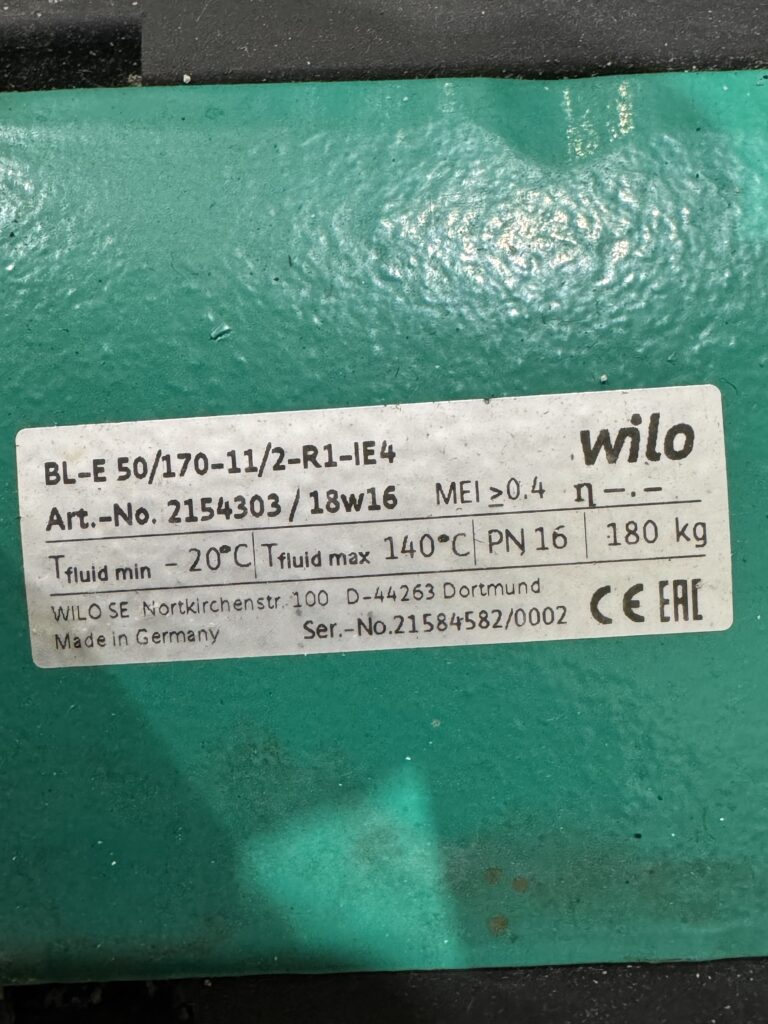 wilo
BL-E 50/170-11/2-R1-IE4
Art.-No. 2154303 / 18w16 MEI ≥0.4 η -.-
Tfluid min - 20°C Tfluid max 140°C PN 16 180 kg
WILO SE Nortkirchenstr. 100 D-44263 Dortmund
Made in Germany Ser.-No.21584582/0002 CE EAC